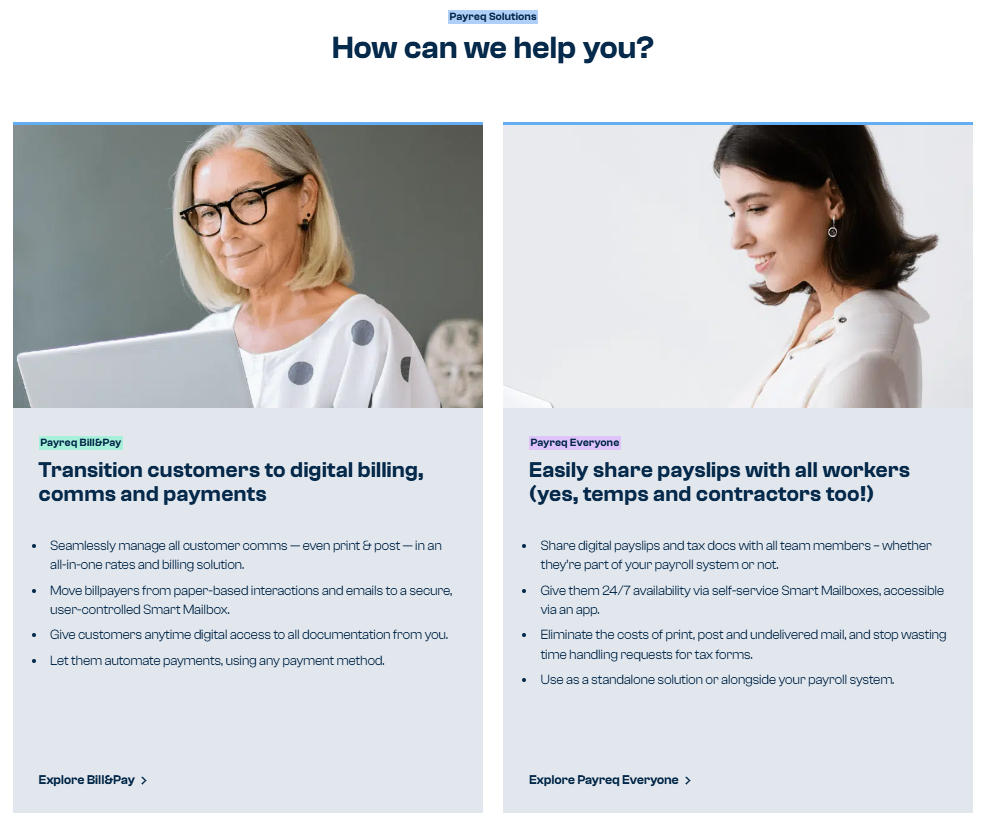 Payreq Solutions
How can we help you?
Payreq Bill&Pay
Transition customers to digital billing,
comms and payments
Seamlessly manage all customer comms — even print & post — in an
all-in-one rates and billing solution.
Move billpayers from paper-based interactions and emails to a secure,
user-controlled Smart Mailbox.
Give customers anytime digital access to all documentation from you.
Let them automate payments, using any payment method.
Explore Bill&Pay
Payreq Everyone
Easily share payslips with all workers
(yes, temps and contractors too!)
Share digital payslips and tax docs with all team members – whether
they're part of your payroll system or not.
Give them 24/7 availability via self-service Smart Mailboxes, accessible
via an app.
Eliminate the costs of print, post and undelivered mail, and stop wasting
time handling requests for tax forms.
Use as a standalone solution or alongside your payroll system.
Explore Payreq Everyone